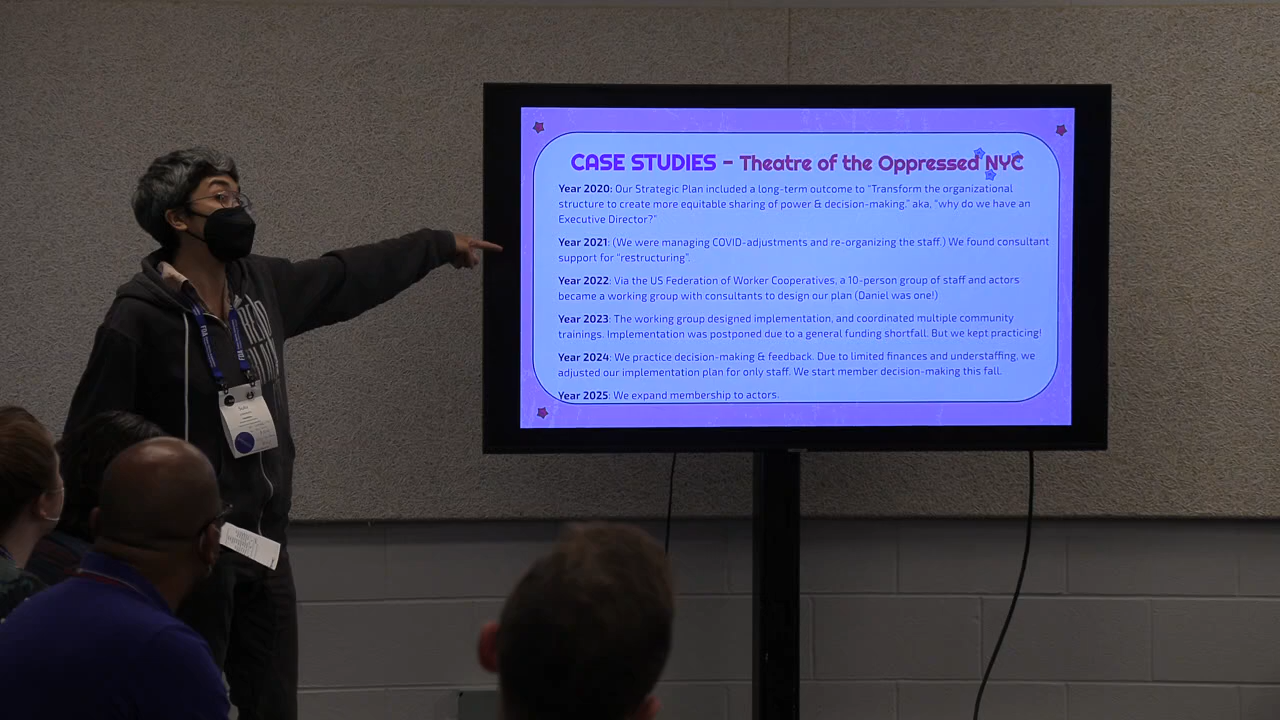 CASE STUDIES - Theatre of the Oppressed NYC
Year 2020: Our Strategic Plan included a long-term outcome to "Transform the organizational
structure to create more equitable sharing of power & decision-making," aka, "why do we have an
Executive Director?"
Year 2021: (We were managing COVID-adjustments and re-organizing the staff.) We found consultant
support for "restructuring".
Year 2022: Via the US Federation of Worker Cooperatives, a 10-person group of staff and actors
became a working group with consultants to design our plan (Daniel was one!)
Year 2023: The working group designed implementation, and coordinated multiple community
trainings. Implementation was postponed due to a general funding shortfall. But we kept practicing!
Year 2024: We practice decision-making & feedback. Due to limited finances and understaffing, we
adjusted our implementation plan for only staff. We start member decision-making this fall.
Year 2025: We expand membership to actors.